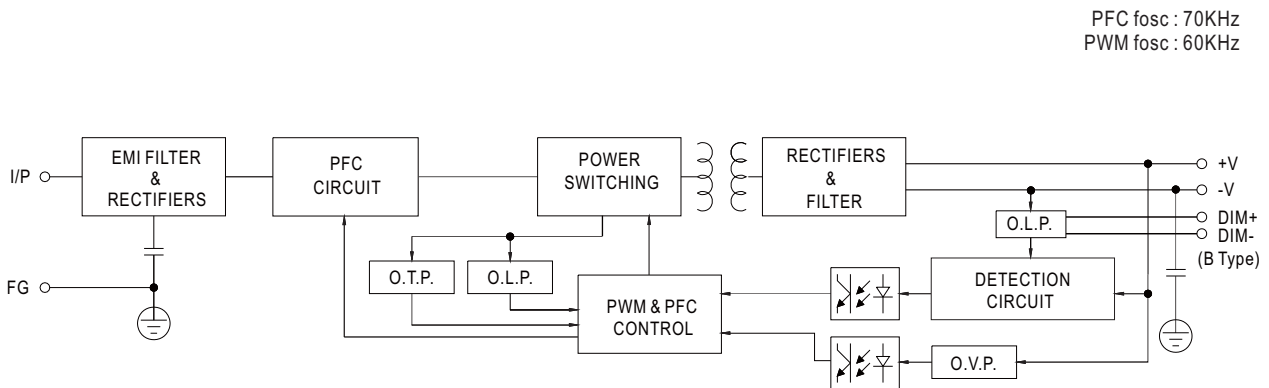 PFC fosc : 70KHz
PWM fosc : 60KHz
I/P
EMI FILTER
&
RECTIFIERS
PFC
CIRCUIT
POWER
SWITCHING
RECTIFIERS
&
FILTER
+V
-V
DIM+
DIM-
(B Type)
O.L.P.
O.T.P.
O.L.P.
DETECTION
CIRCUIT
FG
PWM & PFC
CONTROL
O.V.P.